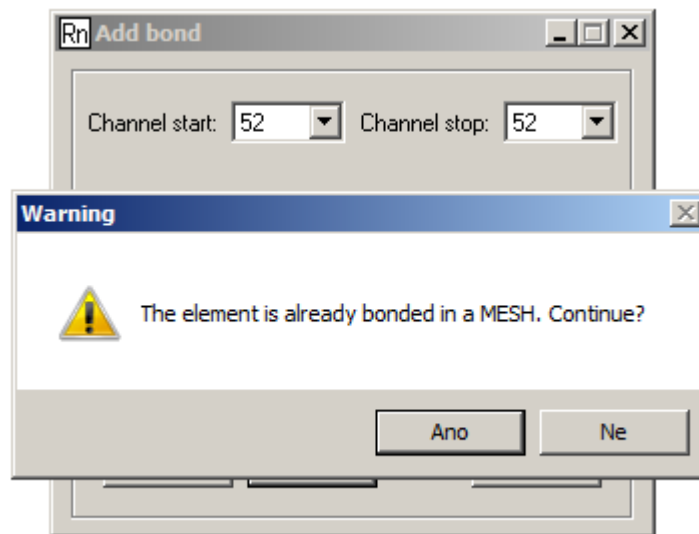 Rn Add bond
Channel start: 52 Channel stop: 52
Warning
The element is already bonded in a MESH. Continue?
Ano Ne